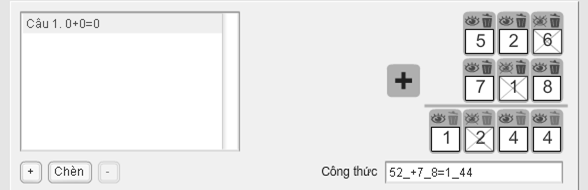 Câu 1. 0+0=0
5 2 6
+
7 1 8
1 2 4 4
+ Chèn -
Công thức 52_+7_8=1_44